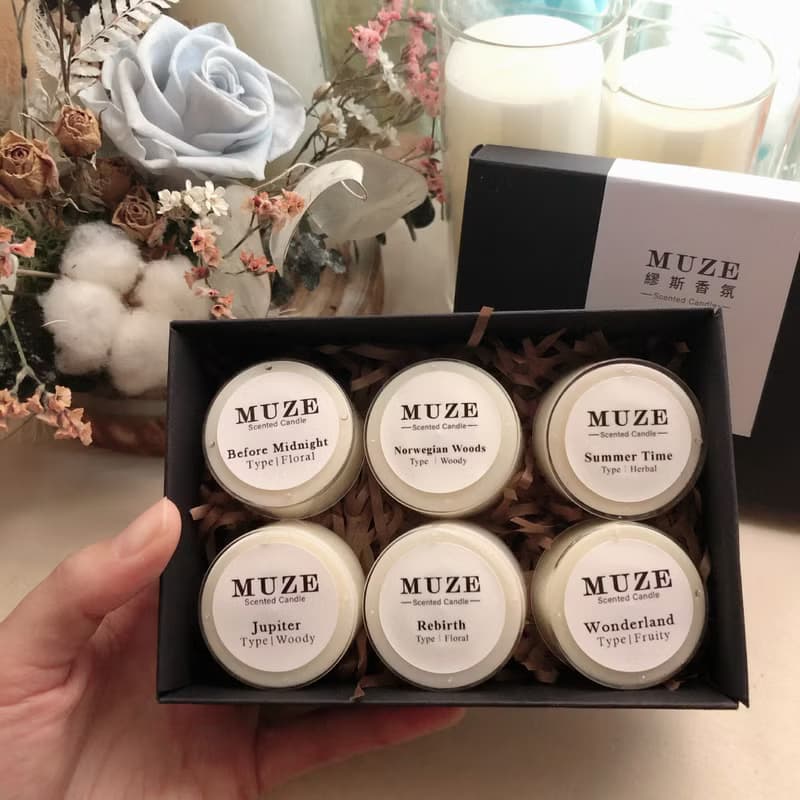 MUZE
繆斯香氛
Scented Candle
MUZE
Scented Candle
Before Midnight
Type | Floral
MUZE
Scented Candle
Norwegian Woods
Type | Woody
MUZE
Scented Candle
Summer Time
Type | Herbal
MUZE
Scented Candle
Jupiter
Type | Woody
MUZE
Scented Candle
Rebirth
Type | Floral
MUZE
Scented Candle
Wonderland
Type | Fruity